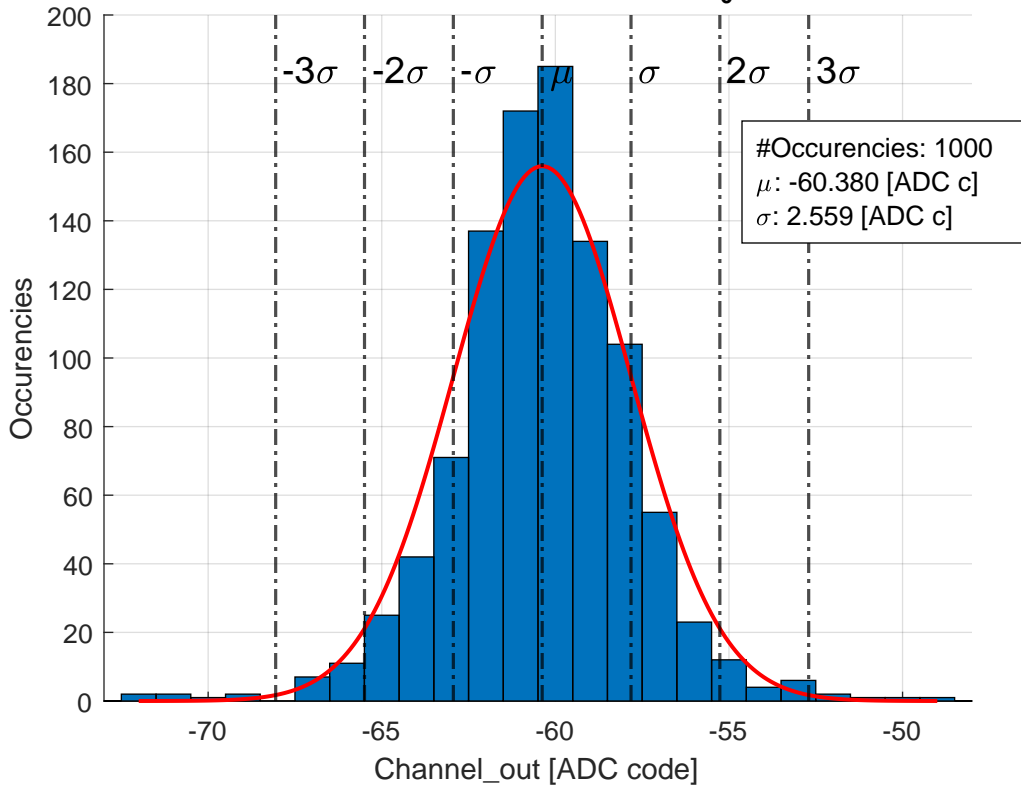 200
180
160
140
120
100
80
60
40
20
0
Occurencies
-3σ -2σ -σ μ σ 2σ 3σ
#Occurencies: 1000
μ: -60.380 [ADC c]
σ: 2.559 [ADC c]
-70 -65 -60 -55 -50
Channel_out [ADC code]